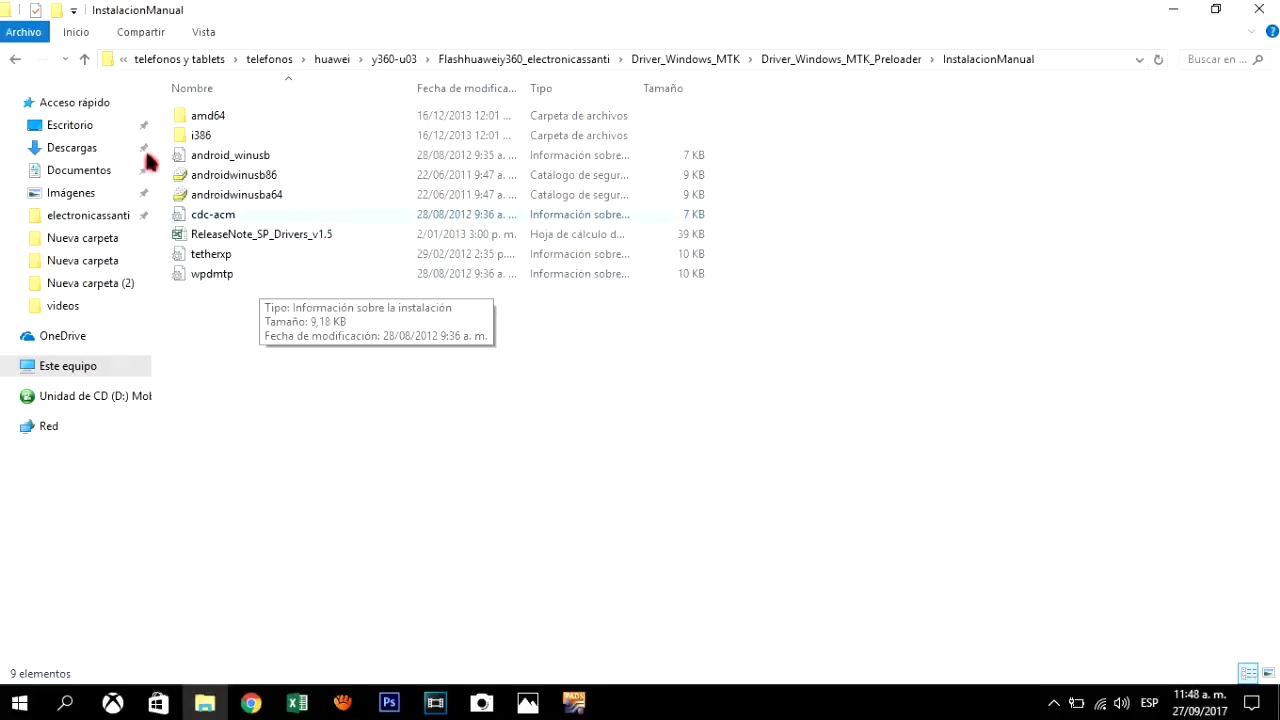 InstalacionManual
Archivo Inicio Compartir Vista
« telefonos y tablets › telefonos › huawei › y360-u03 › Flashhuaweiy360_electronicassanti › Driver_Windows_MTK › Driver_Windows_MTK_Preloader › InstalacionManual Buscar en ...
Nombre Fecha de modifica... Tipo Tamaño
Acceso rápido
Escritorio
Descargas
Documentos
Imágenes
electronicassanti
Nueva carpeta
Nueva carpeta
Nueva carpeta (2)
videos
OneDrive
Este equipo
Unidad de CD (D:) Mol
Red
amd64 16/12/2013 12:01 ... Carpeta de archivos
i386 16/12/2013 12:01 ... Carpeta de archivos
android_winusb 28/08/2012 9:35 a. ... Información sobre... 7 KB
androidwinusb86 22/06/2011 9:47 a. ... Catálogo de segur... 9 KB
androidwinusba64 22/06/2011 9:47 a. ... Catálogo de segur... 9 KB
cdc-acm 28/08/2012 9:36 a. ... Información sobre... 7 KB
ReleaseNote_SP_Drivers_v1.5 2/01/2013 3:00 p. m. Hoja de cálculo d... 39 KB
tetherxp 29/02/2012 2:35 p.... Información sobre... 10 KB
wpdmtp 28/08/2012 9:36 a. ... Información sobre... 10 KB
Tipo: Información sobre la instalación
Tamaño: 9,18 KB
Fecha de modificación: 28/08/2012 9:36 a. m.
9 elementos
ESP
11:48 a. m.
27/09/2017